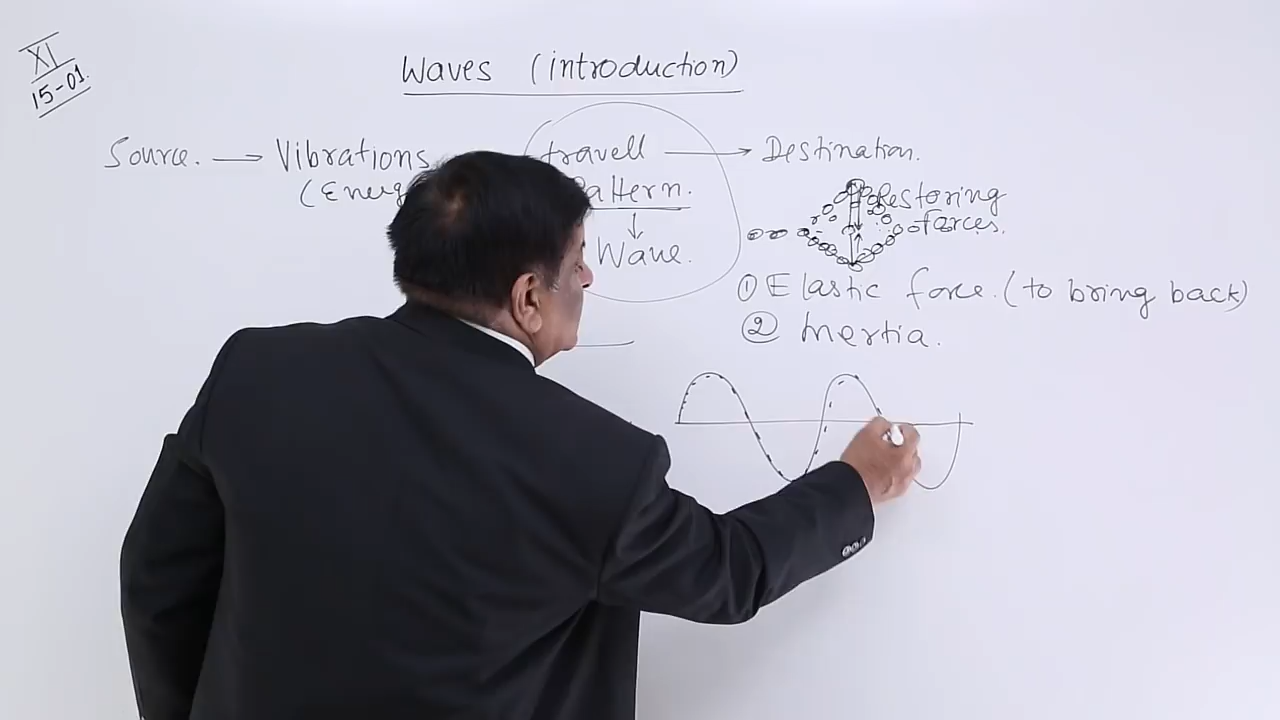 XI
15-01.
Waves (introduction)
Source. → Vibrations travell → Destination.
(Energ
Pattern.
↓
Wave.
Restoring
forces.
① Elastic force. (to bring back)
② Inertia.